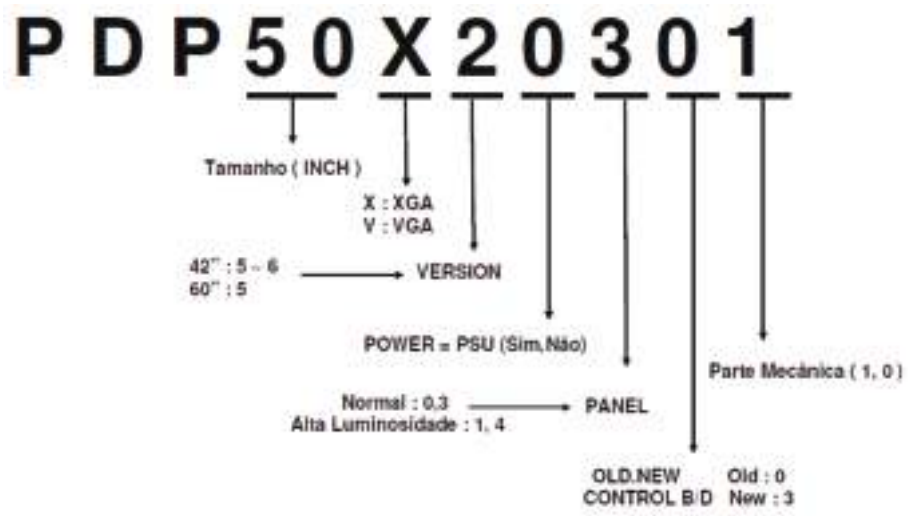 PDP50X20301
Tamanho ( INCH )
X : XGA
V : VGA
42" : 5 ~ 6
60" : 5
VERSION
POWER = PSU (Sim,Não)
Parte Mecânica ( 1, 0 )
Normal : 0,3
Alta Luminosidade : 1, 4
PANEL
OLD.NEW Old : 0
CONTROL B/D New : 3